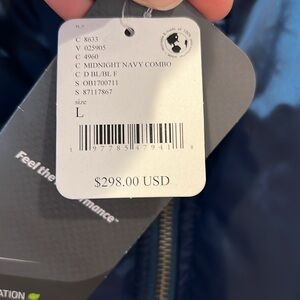 C 8633
V 025905
C 4960
C MIDNIGHT NAVY COMBO
C D BL/BL F
S OB1700711
S 87117867
size
L
$298.00 USD
Feel the